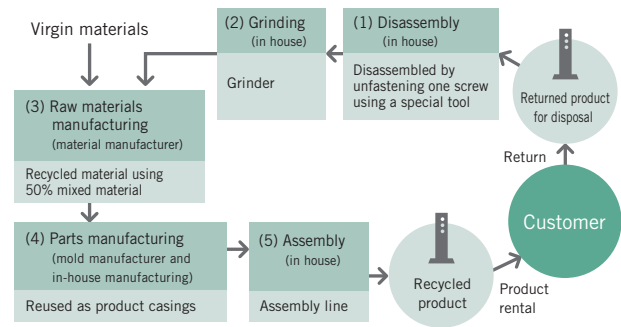 Virgin materials
(2) Grinding
(in house)
Grinder
(1) Disassembly
(in house)
Disassembled by
unfastening one screw
using a special tool
Returned product
for disposal
(3) Raw materials
manufacturing
(material manufacturer)
Recycled material using
50% mixed material
Return
Customer
(4) Parts manufacturing
(mold manufacturer and
in-house manufacturing)
Reused as product casings
(5) Assembly
(in house)
Assembly line
Recycled
product
Product
rental